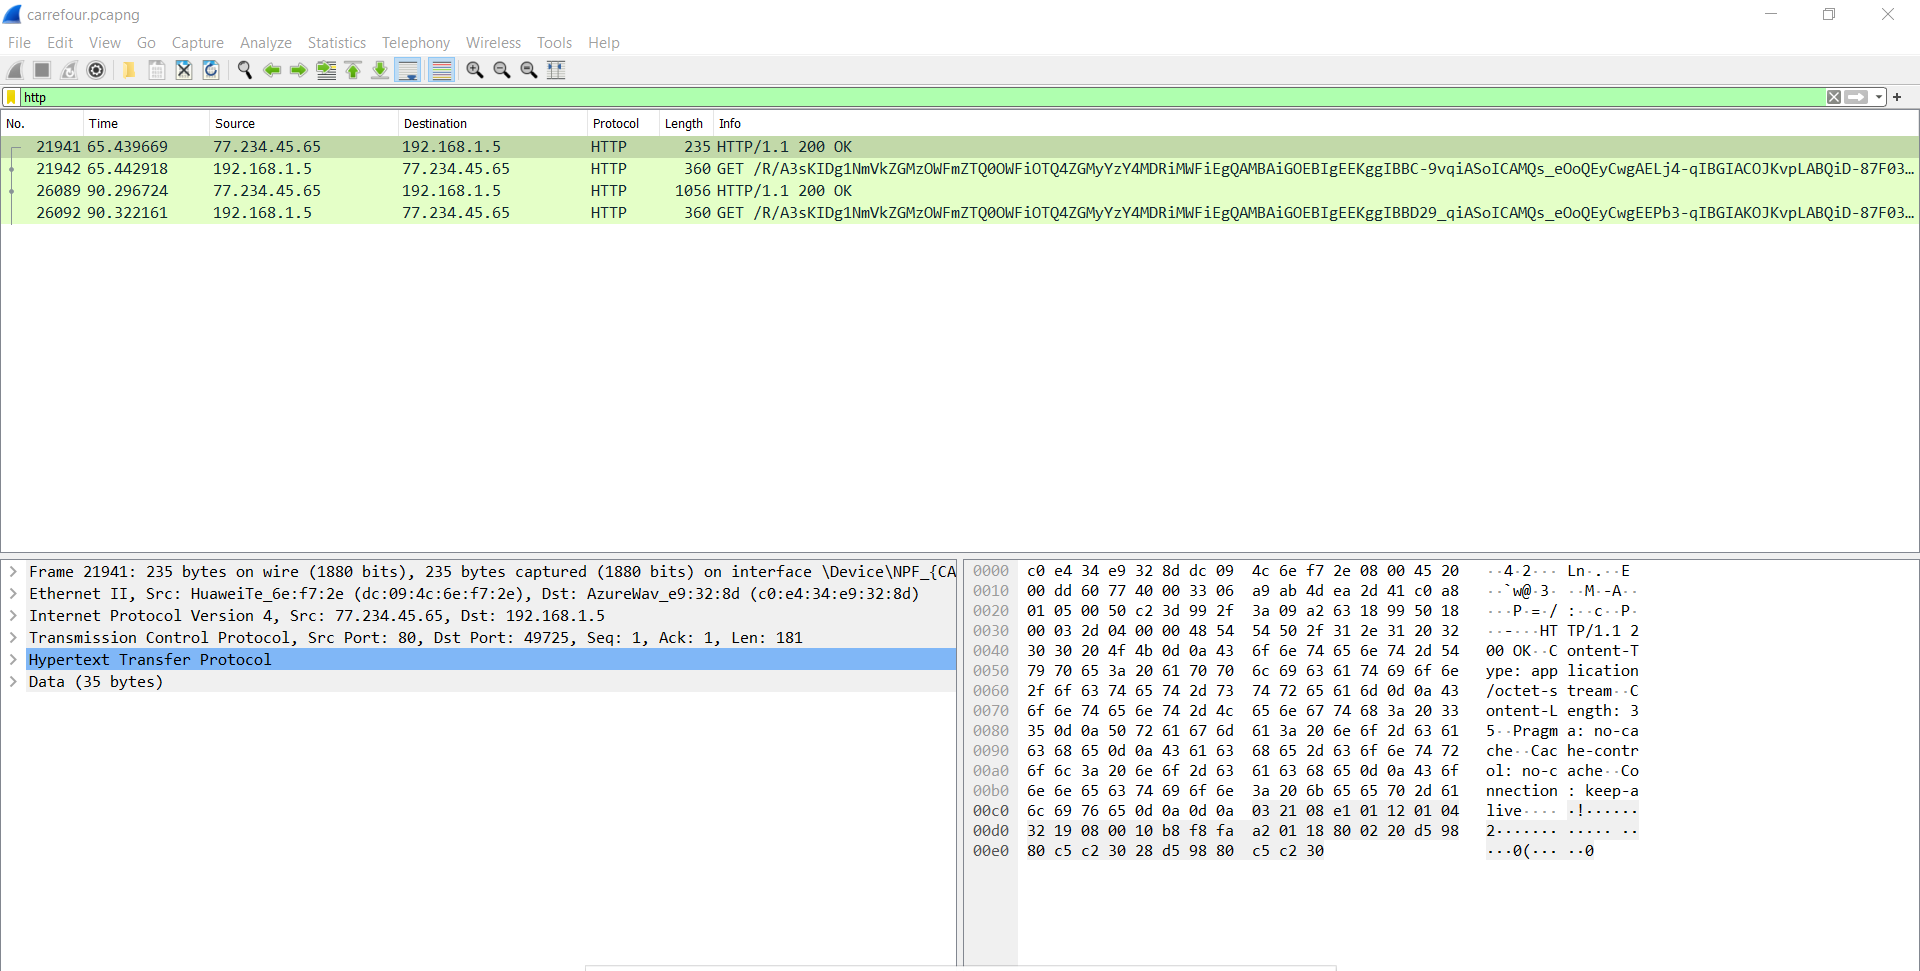 carrefour.pcapng
File Edit View Go Capture Analyze Statistics Telephony Wireless Tools Help
http
No. Time Source Destination Protocol Length Info
21941 65.439669 77.234.45.65 192.168.1.5 HTTP 235 HTTP/1.1 200 OK
21942 65.442918 192.168.1.5 77.234.45.65 HTTP 360 GET /R/A3sKIDg1NmVkZGMzOWFmZTQ0OWFiOTQ4ZGMyYzY4MDRiMWFiEgQAMBAiGOEBIgEEKggIBBC-9vqiASoICAMQs_eOoQEyCwgAELj4-qIBGIACOJKvpLABQiD-87F03…
26089 90.296724 77.234.45.65 192.168.1.5 HTTP 1056 HTTP/1.1 200 OK
26092 90.322161 192.168.1.5 77.234.45.65 HTTP 360 GET /R/A3sKIDg1NmVkZGMzOWFmZTQ0OWFiOTQ4ZGMyYzY4MDRiMWFiEgQAMBAiGOEBIgEEKggIBBD29_qiASoICAMQs_eOoQEyCwgEEPb3-qIBGIAKOJKvpLABQiD-87F03…
Frame 21941: 235 bytes on wire (1880 bits), 235 bytes captured (1880 bits) on interface \Device\NPF_{CA
Ethernet II, Src: HuaweiTe_6e:f7:2e (dc:09:4c:6e:f7:2e), Dst: AzureWav_e9:32:8d (c0:e4:34:e9:32:8d)
Internet Protocol Version 4, Src: 77.234.45.65, Dst: 192.168.1.5
Transmission Control Protocol, Src Port: 80, Dst Port: 49725, Seq: 1, Ack: 1, Len: 181
Hypertext Transfer Protocol
Data (35 bytes)
0000 c0 e4 34 e9 32 8d dc 09 4c 6e f7 2e 08 00 45 20 ··4·2··· Ln·.··E
0010 00 dd 60 77 40 00 33 06 a9 ab 4d ea 2d 41 c0 a8 ··`w@·3· ··M·-A··
0020 01 05 00 50 c2 3d 99 2f 3a 09 a2 63 18 99 50 18 ···P·=·/ :··c··P·
0030 00 03 2d 04 00 00 48 54 54 50 2f 31 2e 31 20 32 ··-···HT TP/1.1 2
0040 30 30 20 4f 4b 0d 0a 43 6f 6e 74 65 6e 74 2d 54 00 OK··C ontent-T
0050 79 70 65 3a 20 61 70 70 6c 69 63 61 74 69 6f 6e ype: app lication
0060 2f 6f 63 74 65 74 2d 73 74 72 65 61 6d 0d 0a 43 /octet-s tream··C
0070 6f 6e 74 65 6e 74 2d 4c 65 6e 67 74 68 3a 20 33 ontent-L ength: 3
0080 35 0d 0a 50 72 61 67 6d 61 3a 20 6e 6f 2d 63 61 5··Pragm a: no-ca
0090 63 68 65 0d 0a 43 61 63 68 65 2d 63 6f 6e 74 72 che··Cac he-contr
00a0 6f 6c 3a 20 6e 6f 2d 63 61 63 68 65 0d 0a 43 6f ol: no-c ache··Co
00b0 6e 6e 65 63 74 69 6f 6e 3a 20 6b 65 65 70 2d 61 nnection : keep-a
00c0 6c 69 76 65 0d 0a 0d 0a 03 21 08 e1 01 12 01 04 live···· ·!······
00d0 32 19 08 00 10 b8 f8 fa a2 01 18 80 02 20 d5 98 2······· ····· ··
00e0 80 c5 c2 30 28 d5 98 80 c5 c2 30 ···0(··· ··0